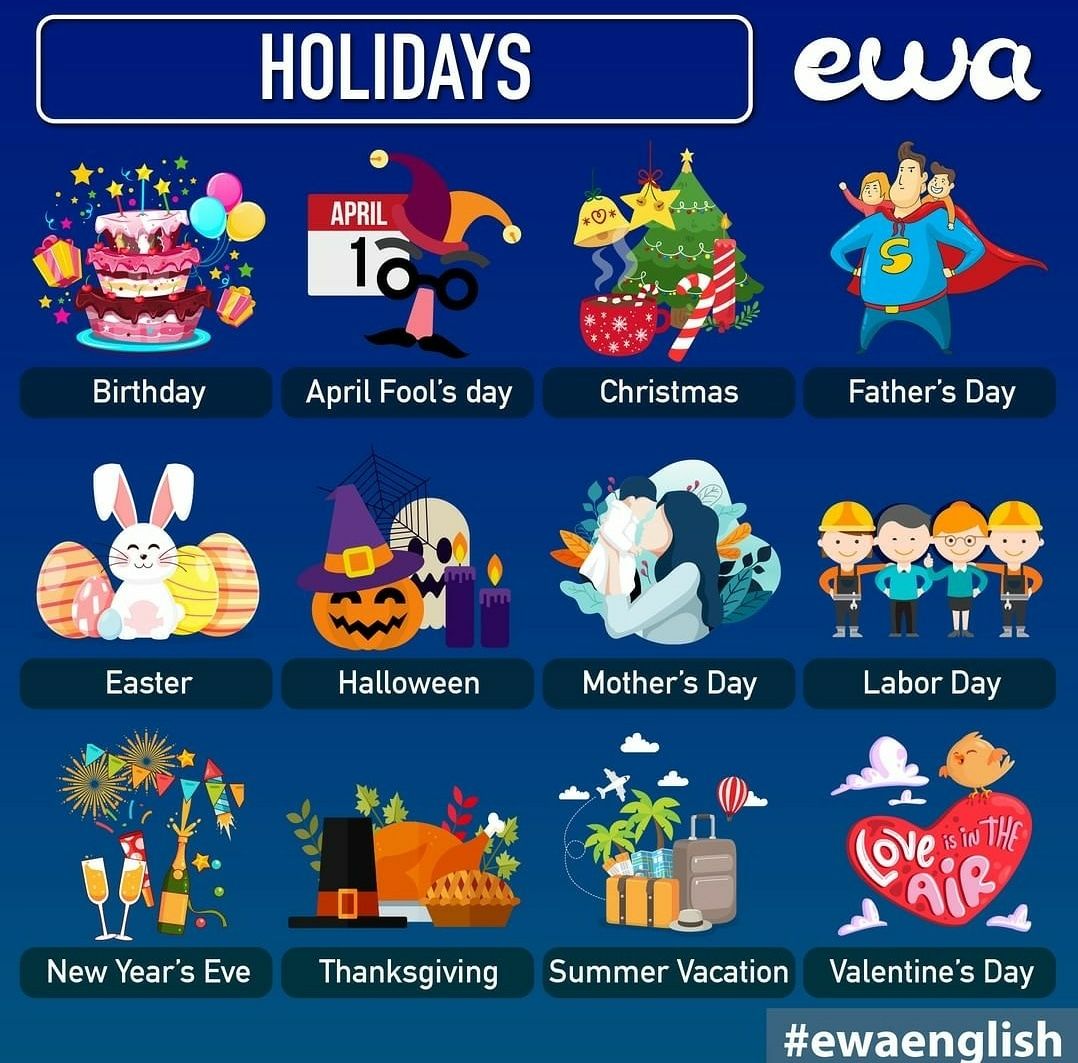 HOLIDAYS
ewa
APRIL
1
S
Birthday
April Fool's day
Christmas
Father's Day
Easter
Halloween
Mother's Day
Labor Day
LOVE IS IN THE
AIR
New Year's Eve
Thanksgiving
Summer Vacation
Valentine's Day
#ewaenglish